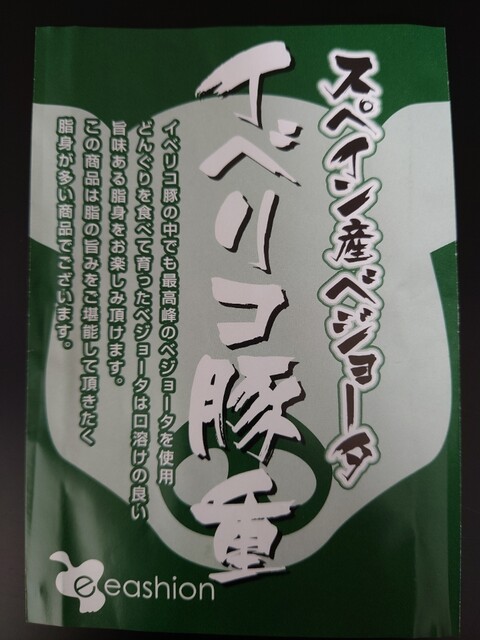 スペイン産ベジョータ
イベリコ豚重
イベリコ豚の中でも最高峰のベジョータを使用
どんぐりを食べて育ったベジョータは口溶けの良い
旨味ある脂身をお楽しみ頂けます。
この商品は脂の旨みをご堪能して頂きたく
脂身が多い商品でございます。
e eashion